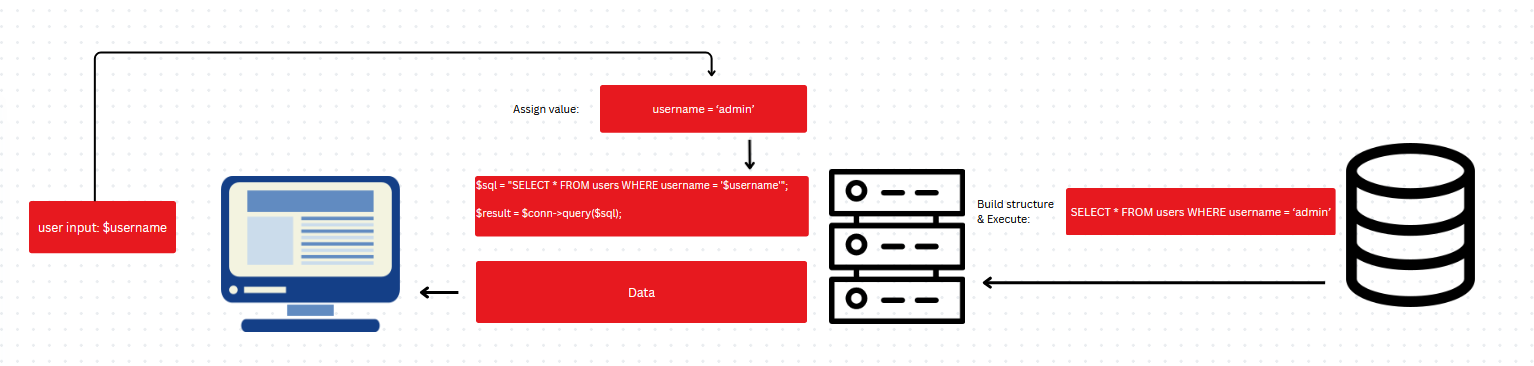 Assign value:
username = ‘admin’
$sql = "SELECT * FROM users WHERE username = '$username'";
$result = $conn->query($sql);
user input: $username
Build structure
& Execute:
SELECT * FROM users WHERE username = ‘admin’
Data